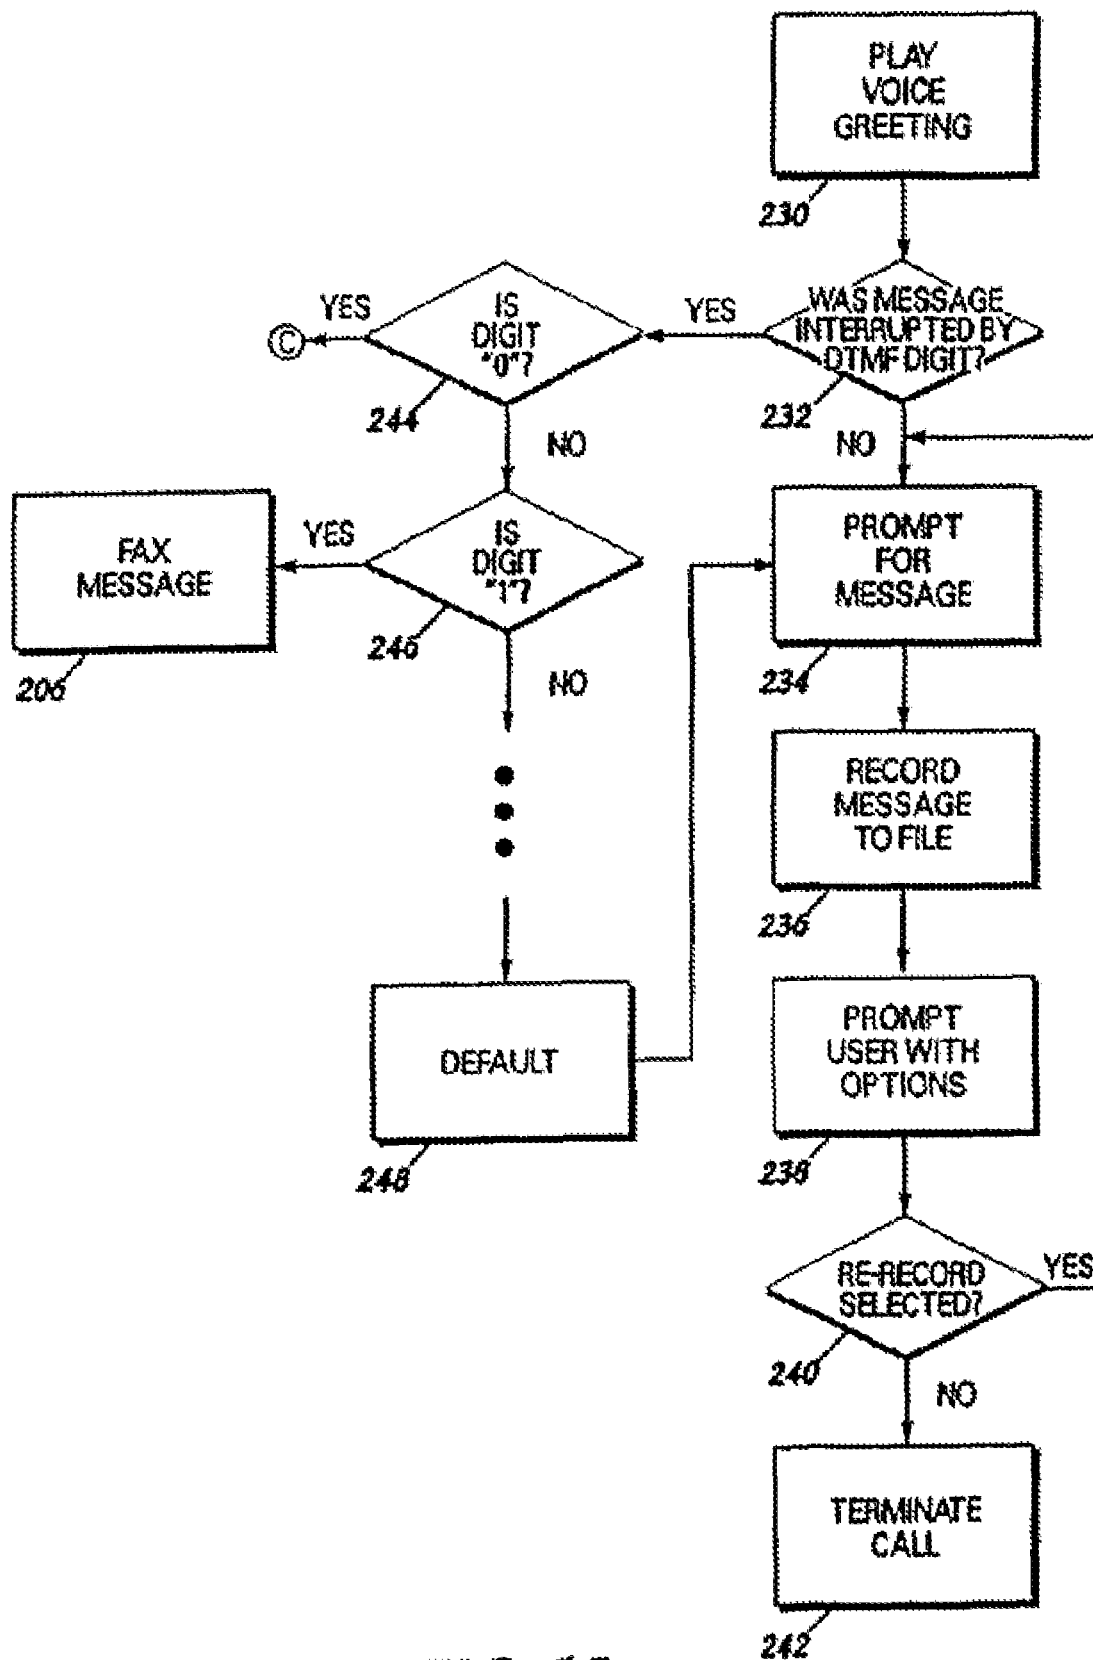 PLAY
VOICE
GREETING
230
WAS MESSAGE
INTERRUPTED BY
DTMF DIGIT?
232
YES
NO
IS
DIGIT
"0"?
244
YES
C
NO
IS
DIGIT
"1"?
246
YES
FAX
MESSAGE
206
NO
DEFAULT
248
PROMPT
FOR
MESSAGE
234
RECORD
MESSAGE
TO FILE
236
PROMPT
USER WITH
OPTIONS
238
RE-RECORD
SELECTED?
240
YES
NO
TERMINATE
CALL
242